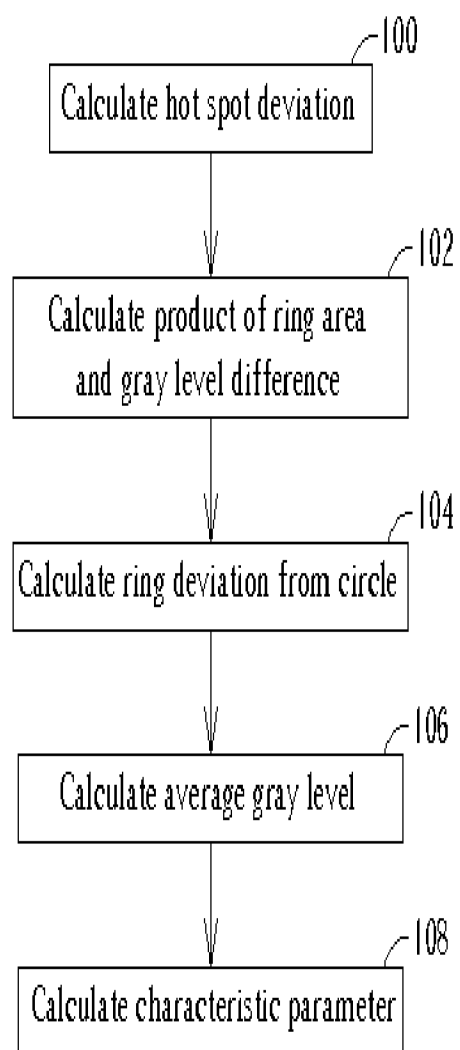 100
Calculate hot spot deviation
102
Calculate product of ring area
and gray level difference
104
Calculate ring deviation from circle
106
Calculate average gray level
108
Calculate characteristic parameter